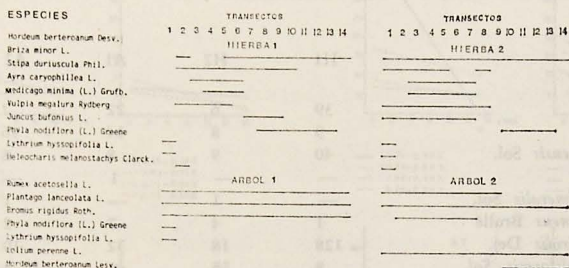 ESPECIES
TRANSECTOS
TRANSECTOS
1 2 3 4 5 6 7 8 9 10 11 12 13 14
1 2 3 4 5 6 7 8 9 10 11 12 13 14
HIERBA 1
HIERBA 2
Hordeum berteroanum Desv.
Briza minor L.
Stipa duriuscula Phil.
Ayra caryophillea L.
Medicago minima (L.) Grufb.
Vulpia megalura Rydberg
Juncus bufonius L.
Phyla nodiflora (L.) Greene
Lythrium hyssopifolia L.
Heleocharis melanostachys Clarck.
ARBOL 1
ARBOL 2
Rumex acetosella L.
Plantago lanceolata L.
Bromus rigidus Roth.
Phyla nodiflora (L.) Greene
Lythrium hyssopifolia L.
Lolium perenne L.
Hordeum berteroanum Lesv.